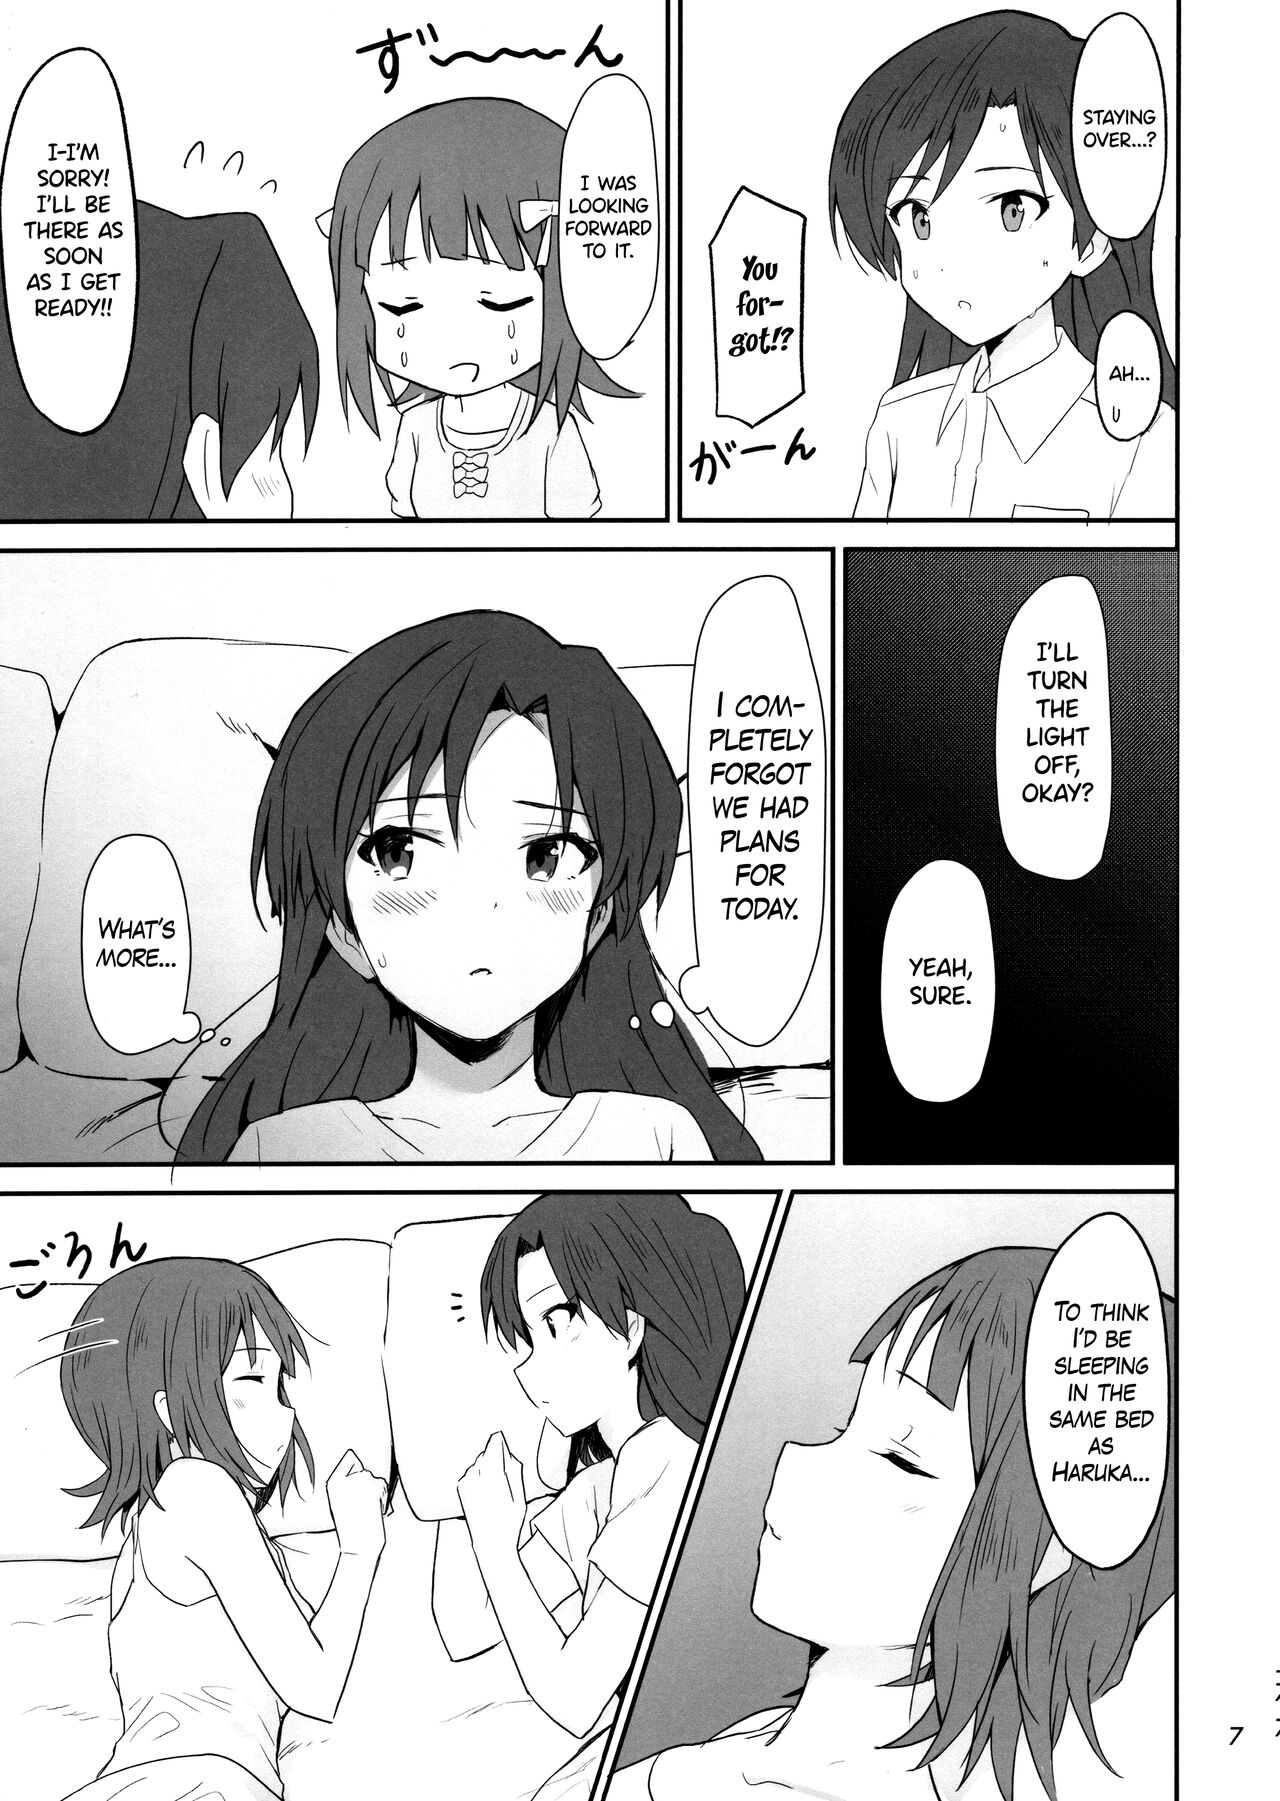 STAYING
OVER...?
AH...
You
for-
got!?
がーん
I WAS
LOOKING
FORWARD
TO IT.
ず〜〜ん
I-I'M
SORRY!
I'LL BE
THERE AS
SOON
AS I GET
READY!!
I'LL
TURN
THE
LIGHT
OFF,
OKAY?
YEAH,
SURE.
I COM-
PLETELY
FORGOT
WE HAD
PLANS
FOR
TODAY.
WHAT'S
MORE...
TO THINK
I'D BE
SLEEPING
IN THE
SAME BED
AS
HARUKA...
ごろん
7